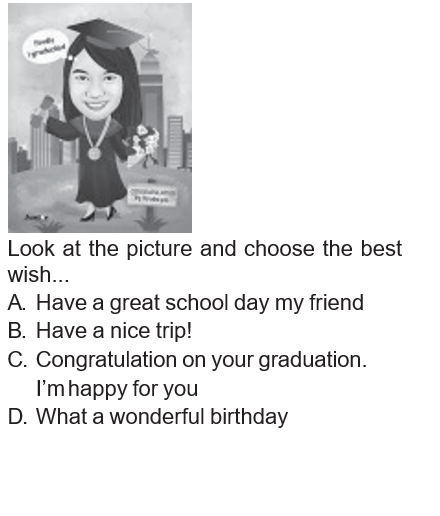 Finally
I graduated
Look at the picture and choose the best
wish...
A. Have a great school day my friend
B. Have a nice trip!
C. Congratulation on your graduation.
I'm happy for you
D. What a wonderful birthday